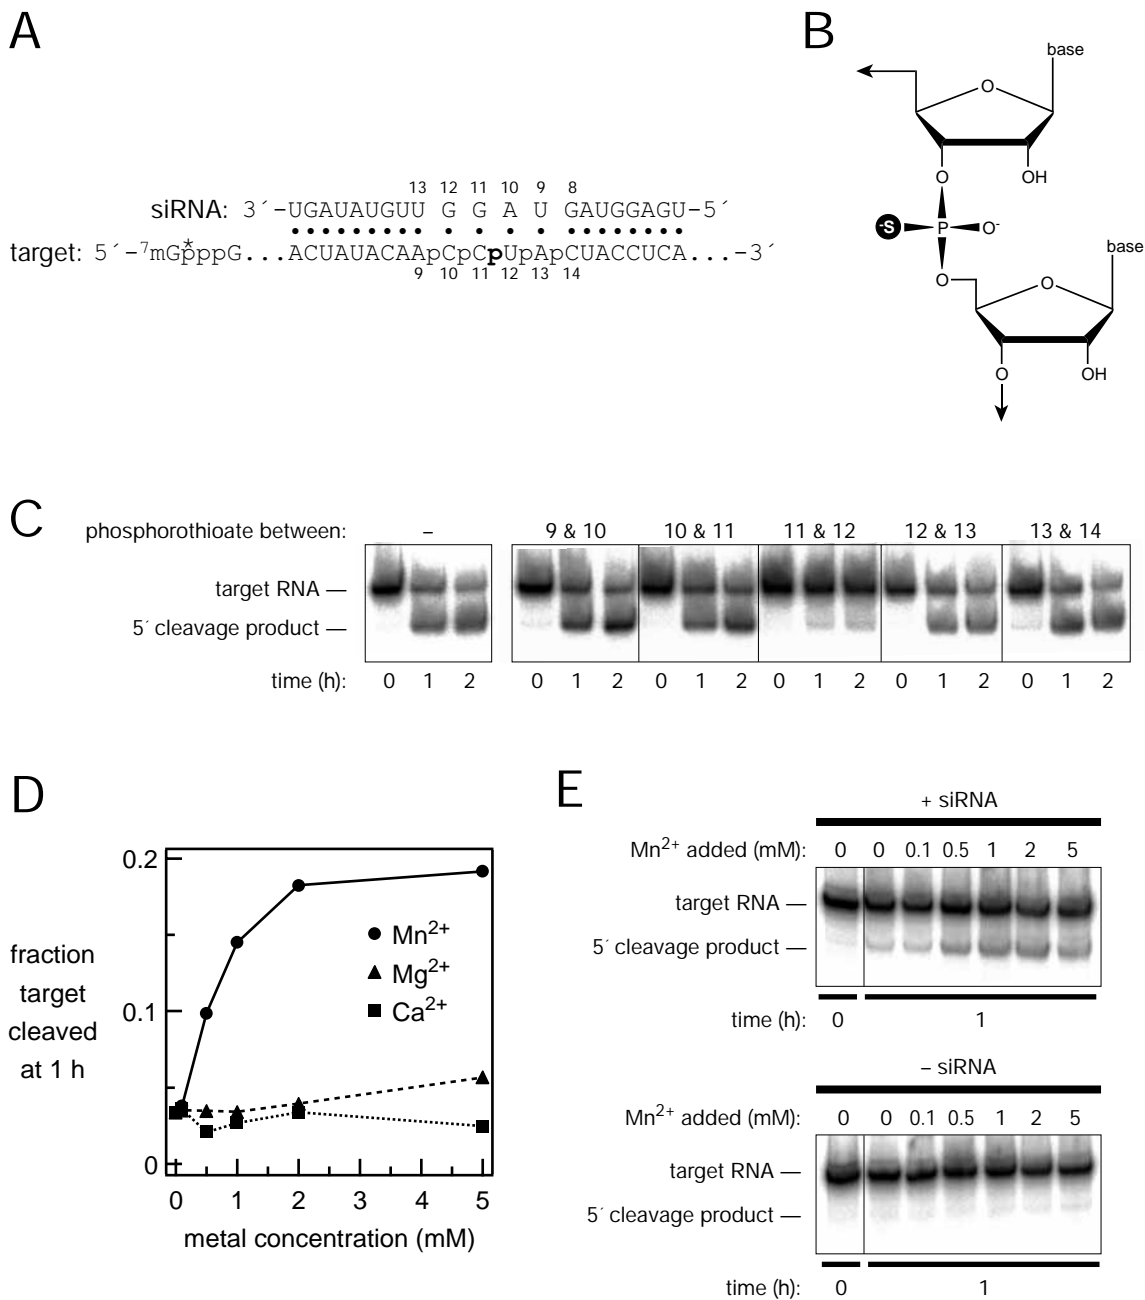 A
13 12 11 10 9 8
siRNA: 3´-UGAUAUGUU G G A U GAUGGAGU-5´
target: 5´-⁷mGp*ppG...ACUAUACAApCpCpUpApCUACCUCA...-3´
9 10 11 12 13 14
B
base
O
O
OH
-S
P
O-
base
O
O
O
OH
C
phosphorothioate between: – 9 & 10 10 & 11 11 & 12 12 & 13 13 & 14
target RNA
5´ cleavage product
time (h): 0 1 2 0 1 2 0 1 2 0 1 2 0 1 2 0 1 2
D
fraction
target
cleaved
at 1 h
0.2
0.1
0
Mn2+
Mg2+
Ca2+
0 1 2 3 4 5
metal concentration (mM)
E
+ siRNA
Mn2+ added (mM): 0 0 0.1 0.5 1 2 5
target RNA
5´ cleavage product
time (h): 0 1
– siRNA
Mn2+ added (mM): 0 0 0.1 0.5 1 2 5
target RNA
5´ cleavage product
time (h): 0 1